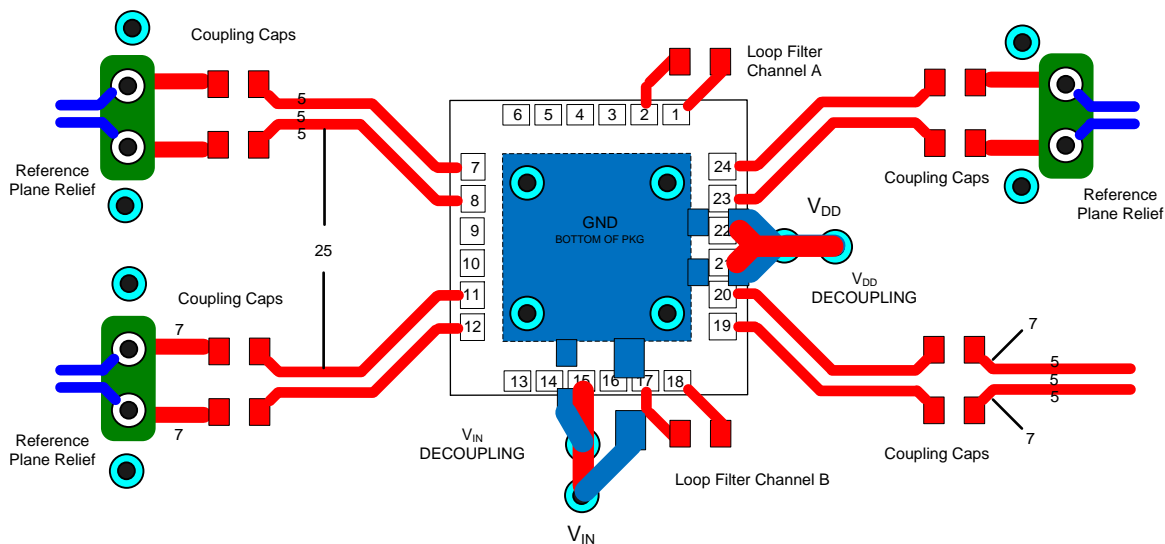 Coupling Caps
Loop Filter
Channel A
5
5
5
6 5 4 3 2 1
7
8
9
10
11
12
24
23
22
2
20
19
Reference
Plane Relief
Coupling Caps
Reference
Plane Relief
GND
BOTTOM OF PKG
VDD
VDD
DECOUPLING
25
Coupling Caps
7
7
Reference
Plane Relief
13 14 15 16 17 18
VIN
DECOUPLING
Loop Filter Channel B
VIN
7
5
5
5
7
Coupling Caps